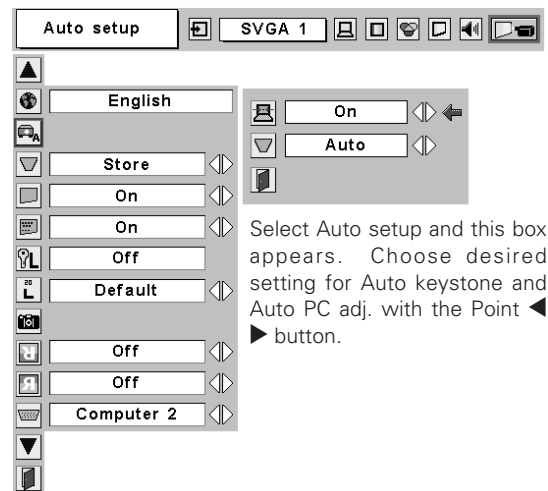 Auto setup
SVGA 1
English
Store
On
On
Off
Default
Off
Off
Computer 2
On
Auto
Select Auto setup and this box
appears. Choose desired
setting for Auto keystone and
Auto PC adj. with the Point ◀
▶ button.